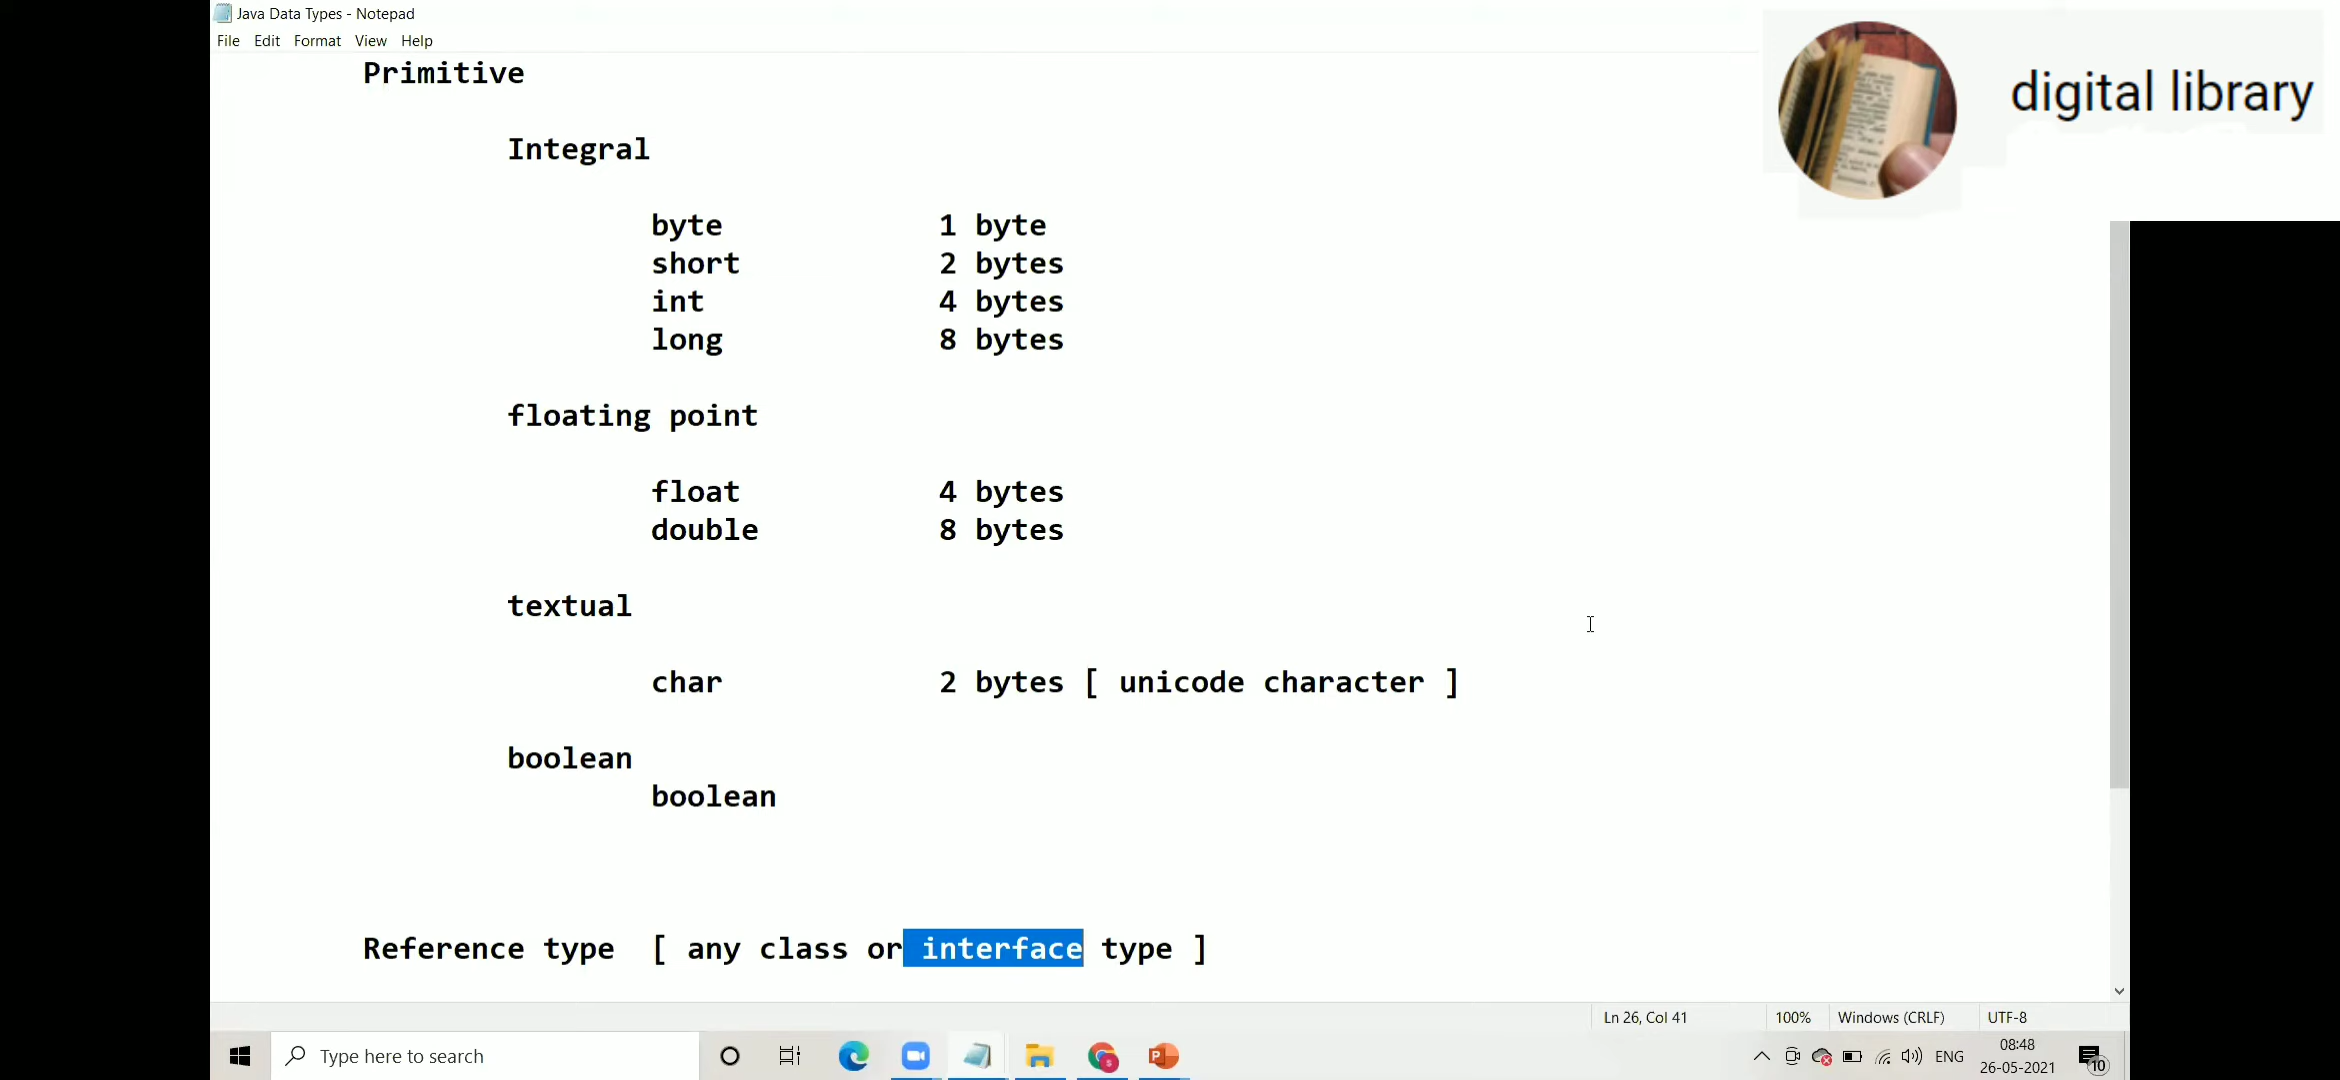 Java Data Types - Notepad
File Edit Format View Help
digital library
Primitive
Integral
byte 1 byte
short 2 bytes
int 4 bytes
long 8 bytes
floating point
float 4 bytes
double 8 bytes
textual
char 2 bytes [ unicode character ]
boolean
boolean
Reference type [ any class or interface type ]
Ln 26, Col 41 100% Windows (CRLF) UTF-8
Type here to search
ENG
08:48
26-05-2021
10